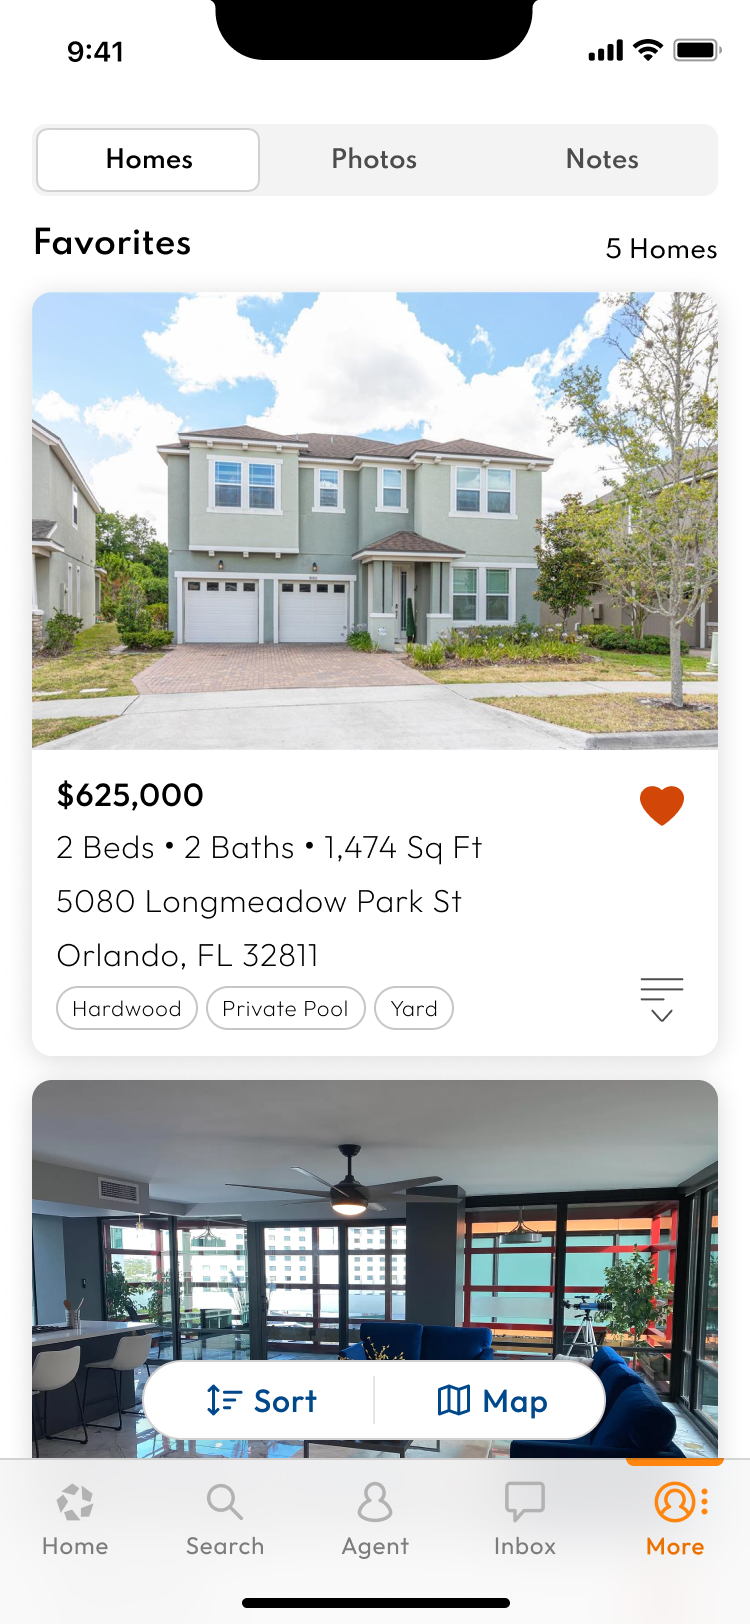 9:41
Homes Photos Notes
Favorites
5 Homes
$625,000
2 Beds • 2 Baths • 1,474 Sq Ft
5080 Longmeadow Park St
Orlando, FL 32811
Hardwood Private Pool Yard
Sort Map
Home Search Agent Inbox More